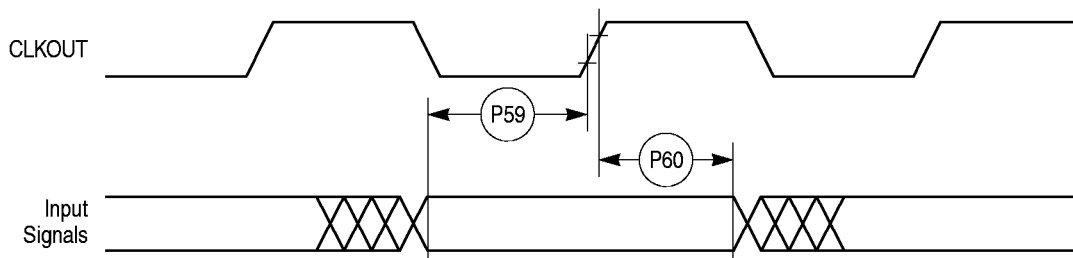 CLKOUT
P59
P60
Input
Signals